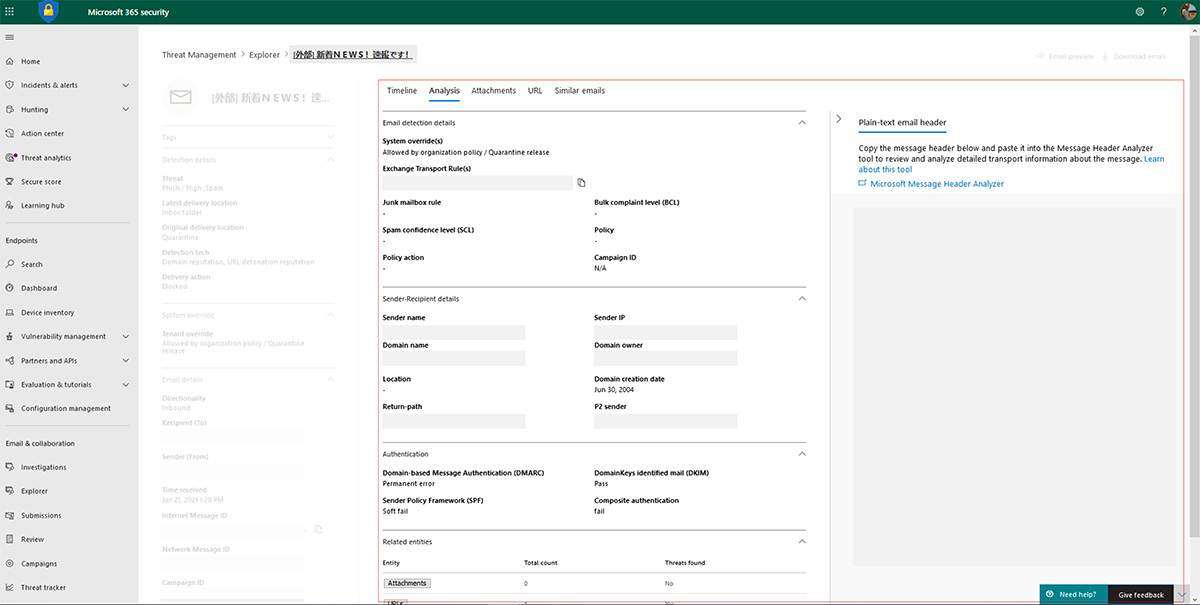 Microsoft 365 security
?
Home
Incidents & alerts
Hunting
Action center
Threat analytics
Secure score
Learning hub
Endpoints
Search
Dashboard
Device inventory
Vulnerability management
Partners and APIs
Evaluation & tutorials
Configuration management
Email & collaboration
Investigations
Explorer
Submissions
Review
Campaigns
Threat tracker
Threat Management > Explorer > [外部] 新着ＮＥＷＳ！ 速報です！
Email preview
Download email
[外部] 新着ＮＥＷＳ！ 速...
Tags
Detection details
Threat
Phish / High_Spam
Latest delivery location
Inbox folder
Original delivery location
Quarantine
Detection tech
Domain reputation, URL detonation reputation
Delivery action
Blocked
System override
Tenant override
Allowed by organization policy / Quarantine
release
Email details
Directionality
Inbound
Recipient (To)
Sender (From)
Time received
Jan 21, 2021 1:28 PM
Internet Message ID
Network Message ID
Campaign ID
Timeline Analysis Attachments URL Similar emails
Email detection details
System override(s)
Allowed by organization policy / Quarantine release
Exchange Transport Rule(s)
Junk mailbox rule
-
Bulk complaint level (BCL)
-
Spam confidence level (SCL)
-
Policy
-
Policy action
-
Campaign ID
N/A
Sender-Recipient details
Sender name
Sender IP
Domain name
Domain owner
Location
-
Domain creation date
Jun 30, 2004
Return-path
P2 sender
Authentication
Domain-based Message Authentication (DMARC)
Permanent error
DomainKeys identified mail (DKIM)
Pass
Sender Policy Framework (SPF)
Soft fail
Composite authentication
fail
Related entities
Entity Total count Threats found
Attachments 0 No
URLs 1 Yes
Plain-text email header
Copy the message header below and paste it into the Message Header Analyzer
tool to review and analyze detailed transport information about the message. Learn
about this tool
Microsoft Message Header Analyzer
Need help?
Give feedback